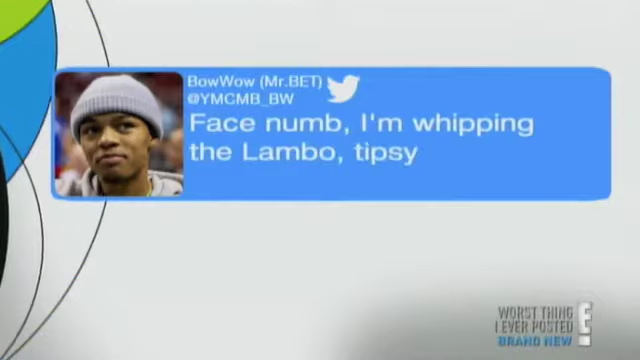 BowWow (Mr.BET)
@YMCMB_BW
Face numb, I'm whipping
the Lambo, tipsy
WORST THING
I EVER POSTED
BRAND NEW
E!